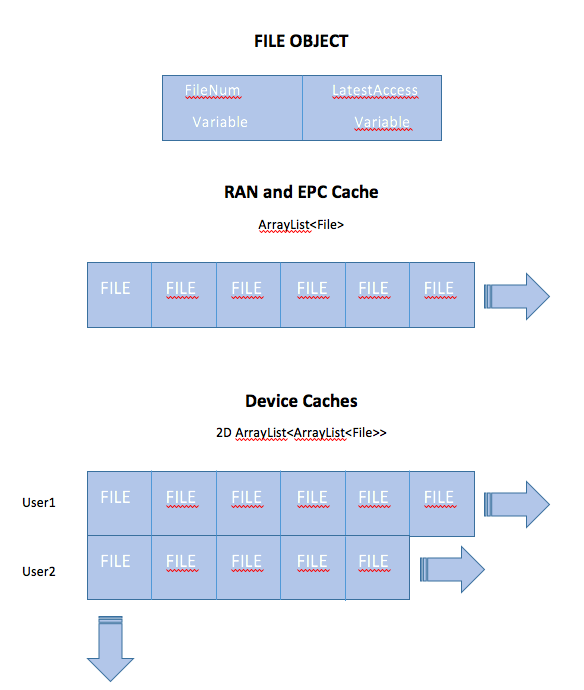 FILE OBJECT
FileNum LatestAccess
Variable Variable
RAN and EPC Cache
ArrayList<File>
FILE FILE FILE FILE FILE FILE
Device Caches
2D ArrayList<ArrayList<File>>
User1 FILE FILE FILE FILE FILE FILE
User2 FILE FILE FILE FILE FILE